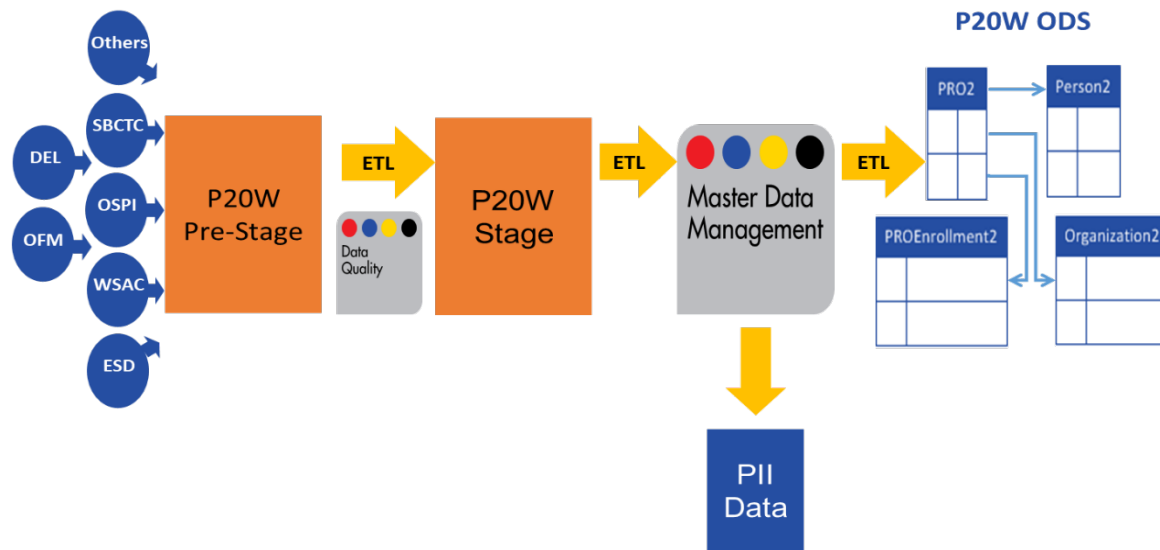 P20W ODS
Others
SBCTC
DEL
OSPI
OFM
WSAC
ESD
P20W
Pre-Stage
ETL
Data
Quality
P20W
Stage
ETL
Master Data
Management
ETL
PII
Data
PRO2
Person2
PROEnrollment2
Organization2